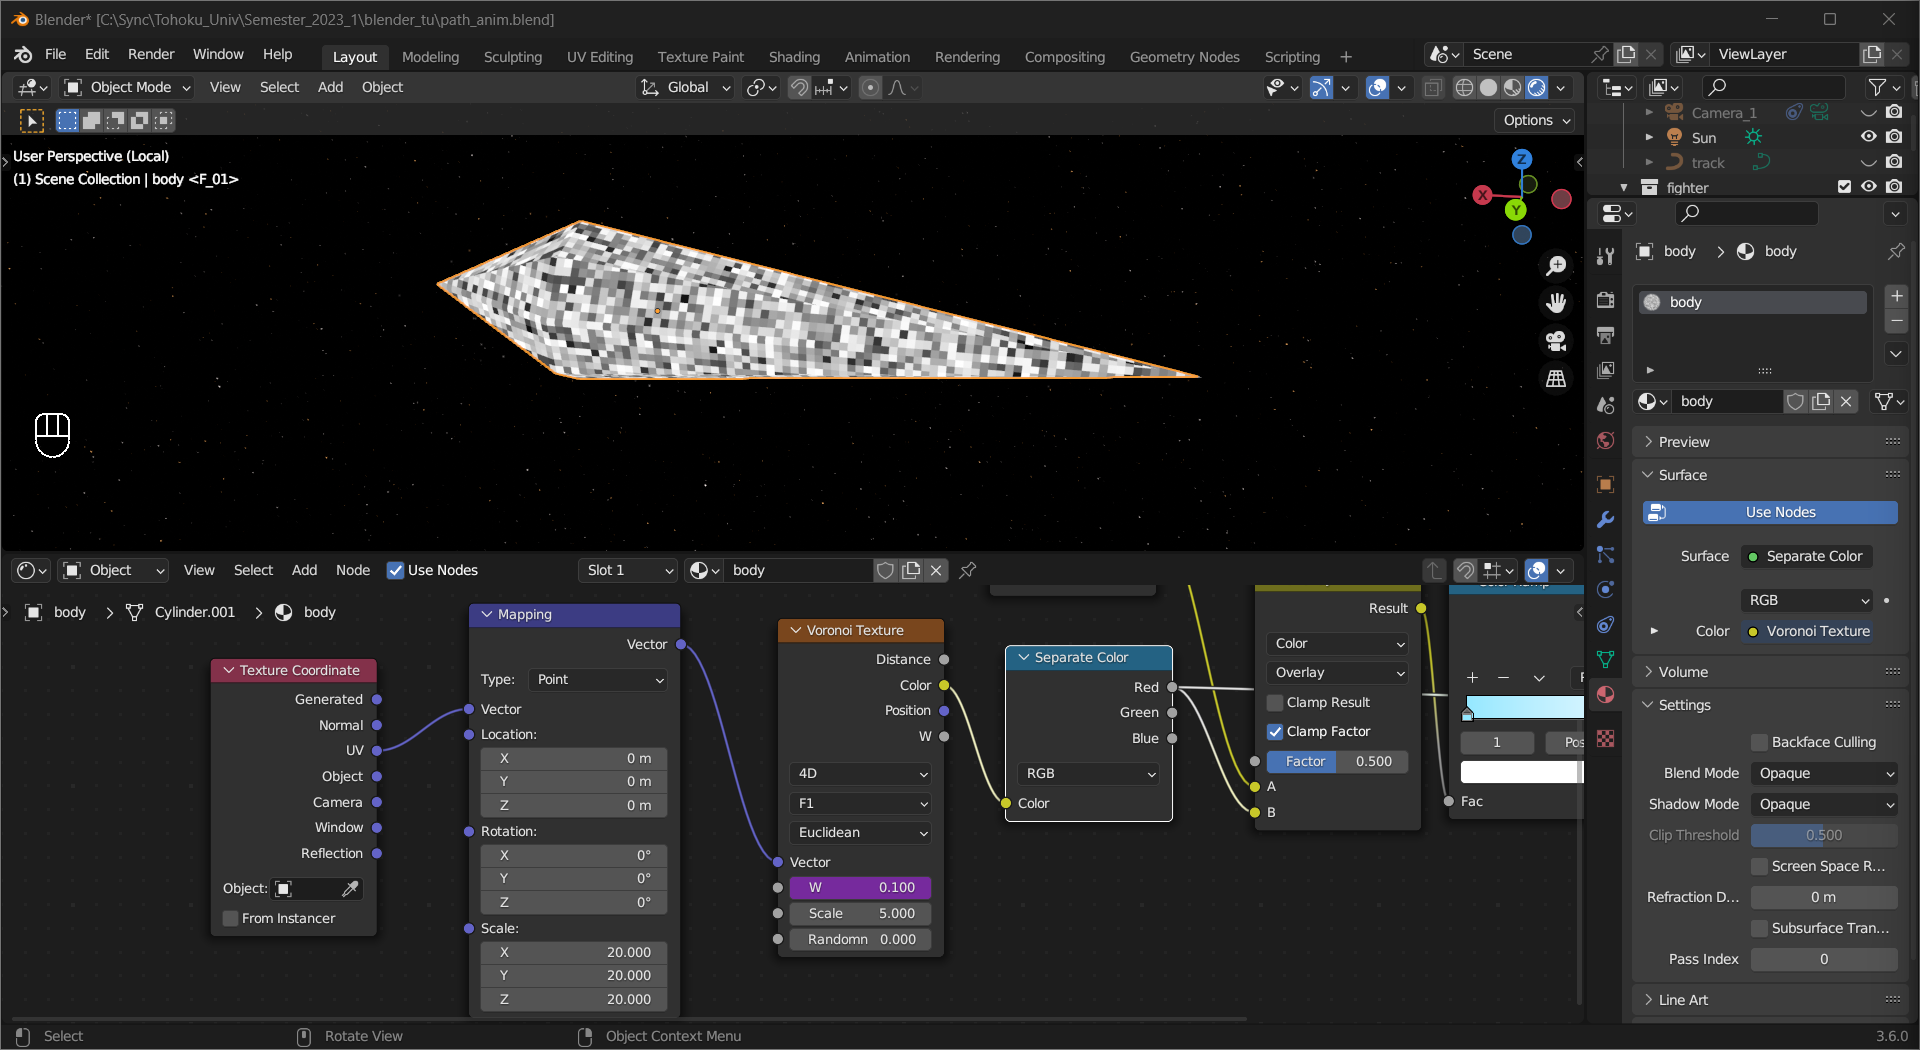 Blender* [C:\Sync\Tohoku_Univ\Semester_2023_1\blender_tu\path_anim.blend]
File Edit Render Window Help Layout Modeling Sculpting UV Editing Texture Paint Shading Animation Rendering Compositing Geometry Nodes Scripting + Scene ViewLayer
Object Mode View Select Add Object Global
Options
User Perspective (Local)
(1) Scene Collection | body <F_01>
Z
X
Y
Camera_1
Sun
track
fighter
body > body
body
body
Preview
Surface
Use Nodes
Surface Separate Color
RGB
Color Voronoi Texture
Volume
Settings
Backface Culling
Blend Mode Opaque
Shadow Mode Opaque
Clip Threshold 0.500
Screen Space R...
Refraction D... 0 m
Subsurface Tran...
Pass Index 0
Line Art
Object View Select Add Node Use Nodes Slot 1 body
body > Cylinder.001 > body
Texture Coordinate
Generated
Normal
UV
Object
Camera
Window
Reflection
Object:
From Instancer
Mapping
Vector
Type: Point
Vector
Location:
X 0 m
Y 0 m
Z 0 m
Rotation:
X 0°
Y 0°
Z 0°
Scale:
X 20.000
Y 20.000
Z 20.000
Voronoi Texture
Distance
Color
Position
W
4D
F1
Euclidean
Vector
W 0.100
Scale 5.000
Randomn 0.000
Separate Color
Red
Green
Blue
RGB
Color
Result
Color
Overlay
Clamp Result
Clamp Factor
Factor 0.500
A
B
1 Pos
Fac
Select Rotate View Object Context Menu 3.6.0